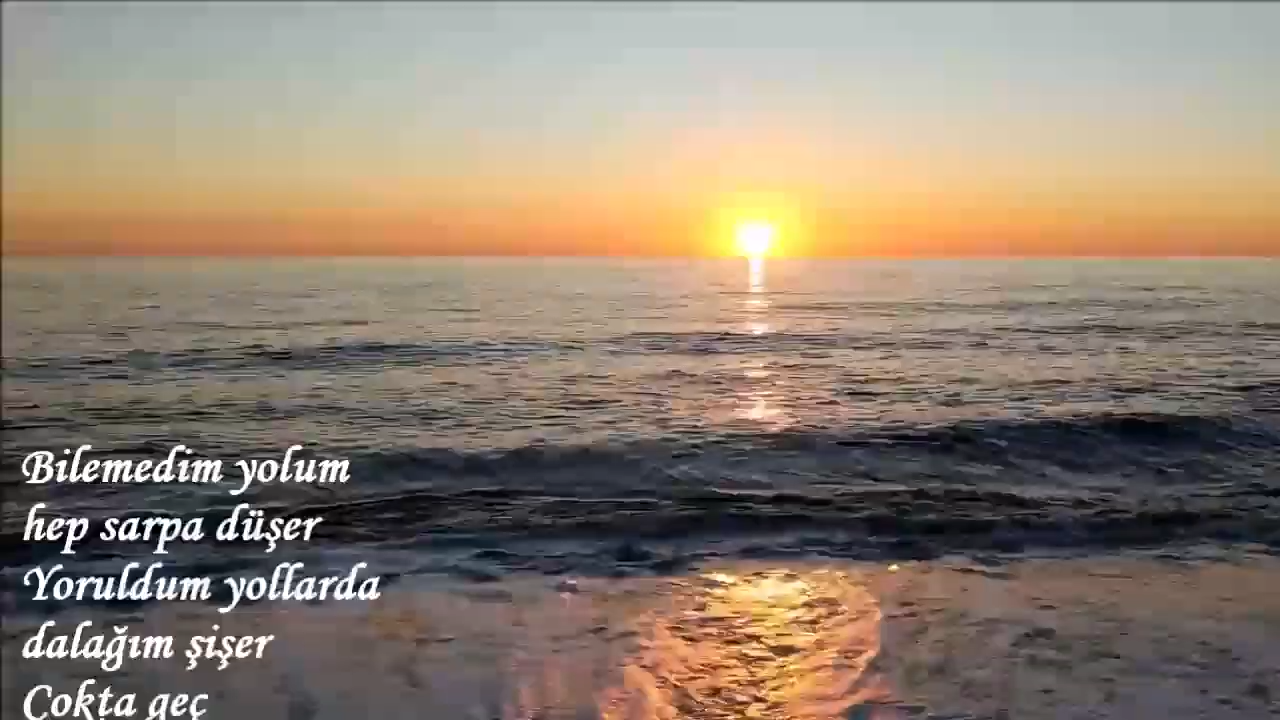 Bilemedim yolum
hep sarpa düşer
Yoruldum yollarda
dalağım şişer
Çokta geç